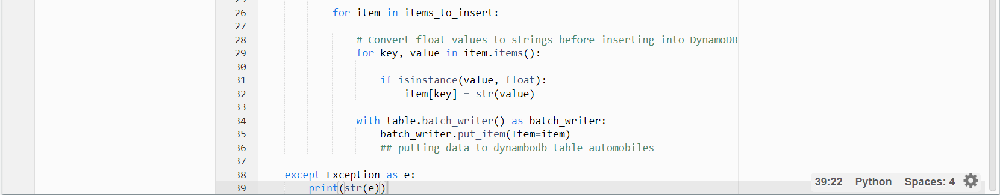 25
26 for item in items_to_insert:
27
28 # Convert float values to strings before inserting into DynamoDB
29 for key, value in item.items():
30
31 if isinstance(value, float):
32 item[key] = str(value)
33
34 with table.batch_writer() as batch_writer:
35 batch_writer.put_item(Item=item)
36 ## putting data to dynambodb table automobiles
37
38 except Exception as e:
39 print(str(e))
39:22 Python Spaces: 4